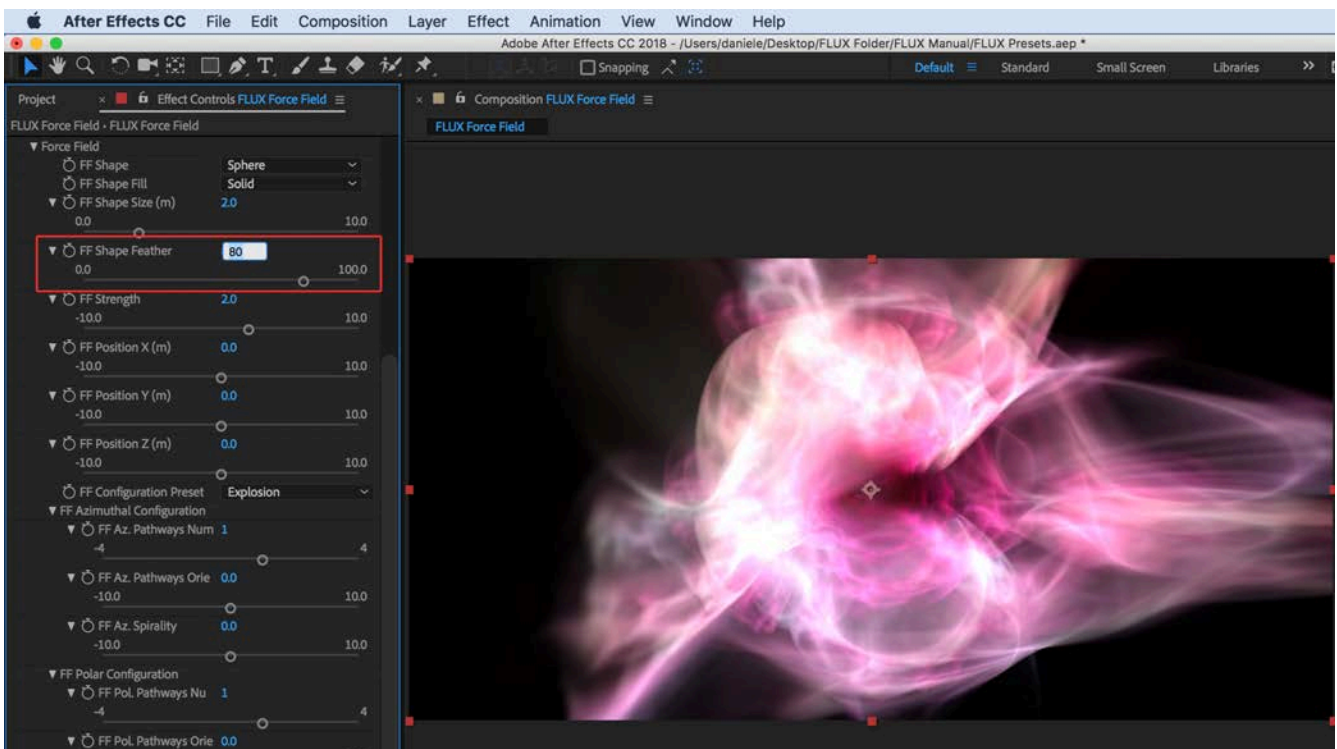 After Effects CC File Edit Composition Layer Effect Animation View Window Help
Adobe After Effects CC 2018 - /Users/daniele/Desktop/FLUX Folder/FLUX Manual/FLUX Presets.aep *
Snapping Default Standard Small Screen Libraries >>
Project × Effect Controls FLUX Force Field × Composition FLUX Force Field
FLUX Force Field • FLUX Force Field
FLUX Force Field
Force Field
FF Shape Sphere
FF Shape Fill Solid
FF Shape Size (m) 2.0
0.0 10.0
FF Shape Feather 80
0.0 100.0
FF Strength 2.0
-10.0 10.0
FF Position X (m) 0.0
-10.0 10.0
FF Position Y (m) 0.0
-10.0 10.0
FF Position Z (m) 0.0
-10.0 10.0
FF Configuration Preset Explosion
FF Azimuthal Configuration
FF Az. Pathways Num 1
-4 4
FF Az. Pathways Orie 0.0
-10.0 10.0
FF Az. Spirality 0.0
-10.0 10.0
FF Polar Configuration
FF Pol. Pathways Nu 1
-4 4
FF Pol. Pathways Orie 0.0